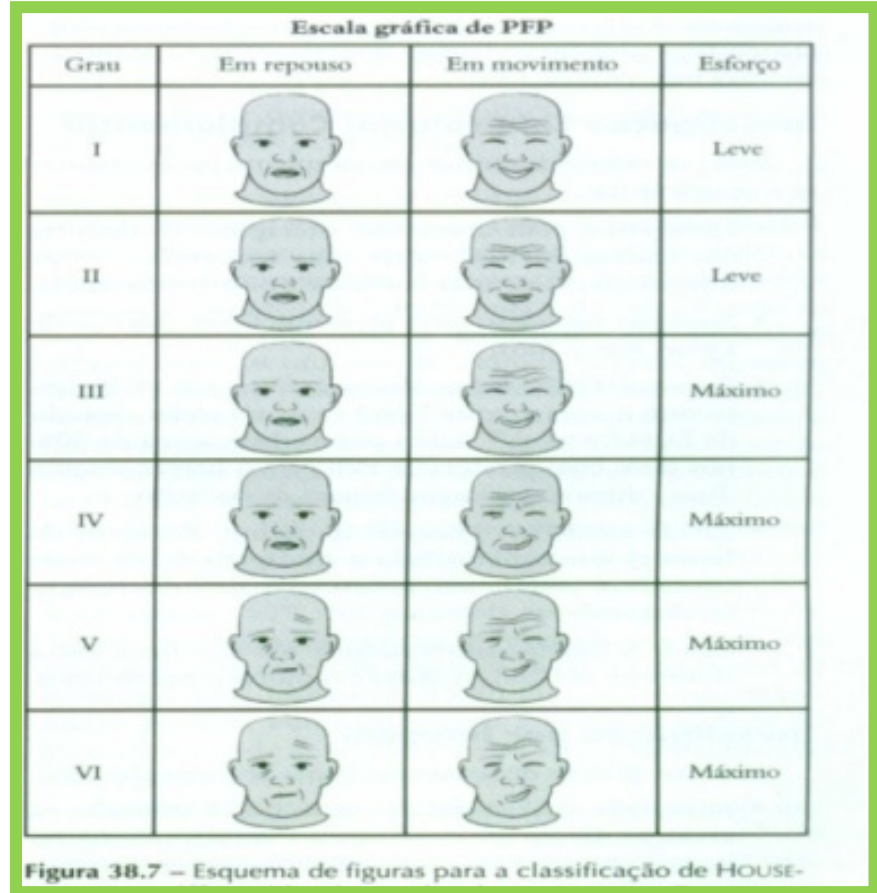 Escala gráfica de PFP
Grau Em repouso Em movimento Esforço
I Leve
II Leve
III Máximo
IV Máximo
V Máximo
VI Máximo
Figura 38.7 – Esquema de figuras para a classificação de HOUSE-